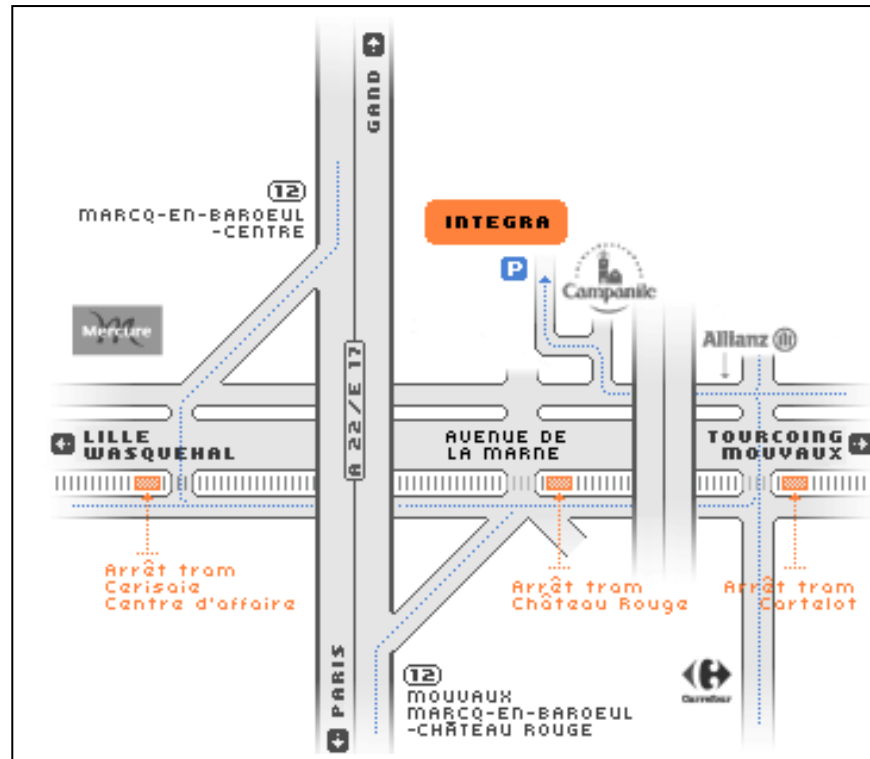 GAND
12
MARCQ-EN-BAROEUL
-CENTRE
INTEGRA
P
Campanile
Mercure
Allianz
A 22/E 17
LILLE
WASQUEHAL
AVENUE DE
LA MARNE
TOURCOING
MOUVAUX
Arrêt tram
Cerisaie
Centre d'affaire
Arrêt tram
Château Rouge
Arrêt tram
Cartelot
PARIS
12
MOUVAUX
MARCQ-EN-BAROEUL
-CHÂTEAU ROUGE
Carrefour